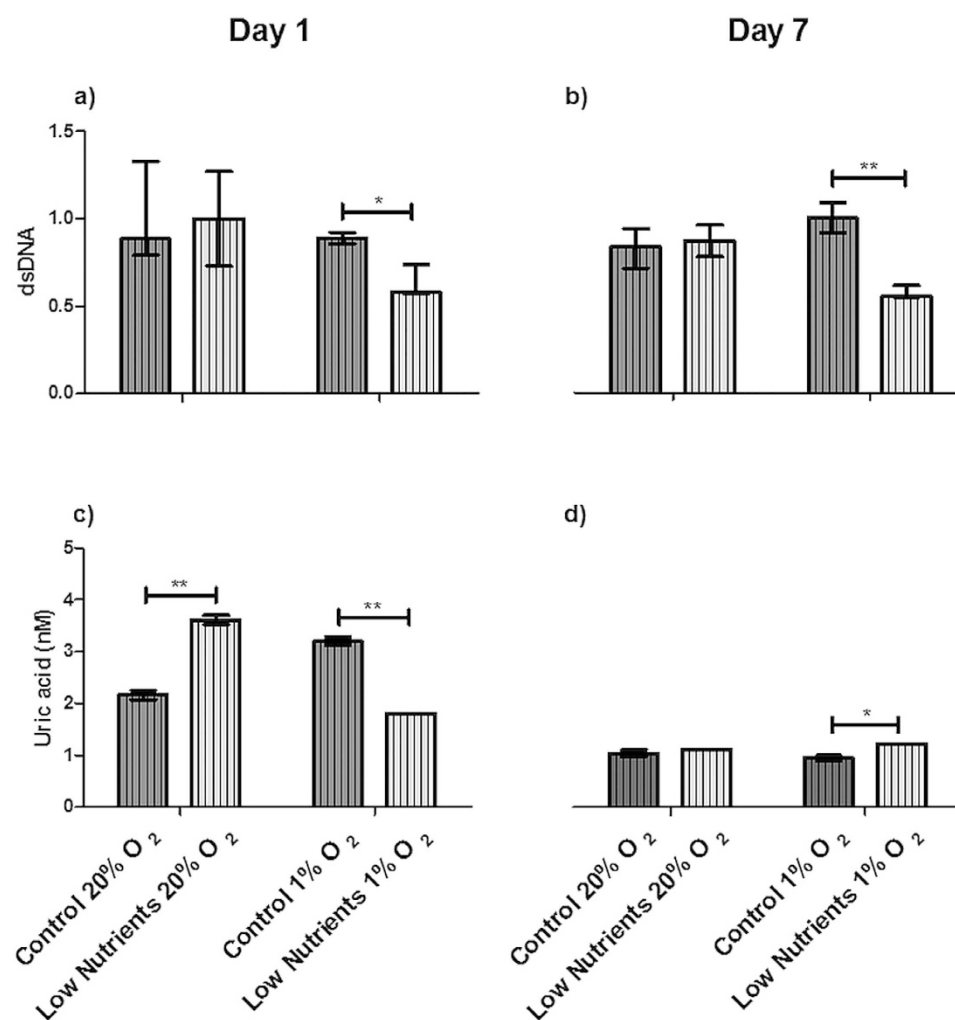 Day 1
Day 7
a)
b)
dsDNA
1.5
1.0
0.5
0.0
*
**
c)
d)
Uric acid (nM)
5
4
3
2
1
0
**
**
*
Control 20% O 2
Low Nutrients 20% O 2
Control 1% O 2
Low Nutrients 1% O 2
Control 20% O 2
Low Nutrients 20% O 2
Control 1% O 2
Low Nutrients 1% O 2